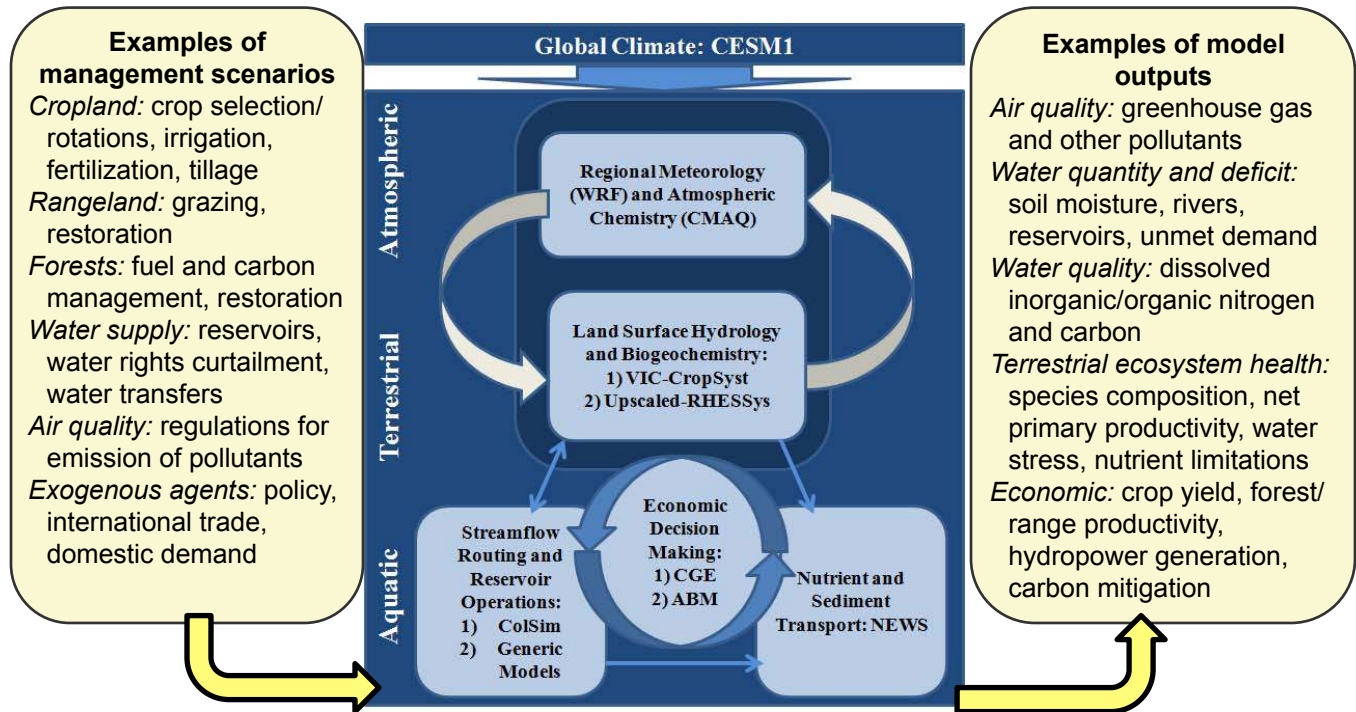 Examples of
management scenarios
Cropland: crop selection/
rotations, irrigation,
fertilization, tillage
Rangeland: grazing,
restoration
Forests: fuel and carbon
management, restoration
Water supply: reservoirs,
water rights curtailment,
water transfers
Air quality: regulations for
emission of pollutants
Exogenous agents: policy,
international trade,
domestic demand
Global Climate: CESM1
Atmospheric
Regional Meteorology
(WRF) and Atmospheric
Chemistry (CMAQ)
Terrestrial
Land Surface Hydrology
and Biogeochemistry:
1) VIC-CropSyst
2) Upscaled-RHESSys
Aquatic
Streamflow
Routing and
Reservoir
Operations:
1) ColSim
2) Generic
Models
Economic
Decision
Making:
1) CGE
2) ABM
Nutrient and
Sediment
Transport: NEWS
Examples of model
outputs
Air quality: greenhouse gas
and other pollutants
Water quantity and deficit:
soil moisture, rivers,
reservoirs, unmet demand
Water quality: dissolved
inorganic/organic nitrogen
and carbon
Terrestrial ecosystem health:
species composition, net
primary productivity, water
stress, nutrient limitations
Economic: crop yield, forest/
range productivity,
hydropower generation,
carbon mitigation